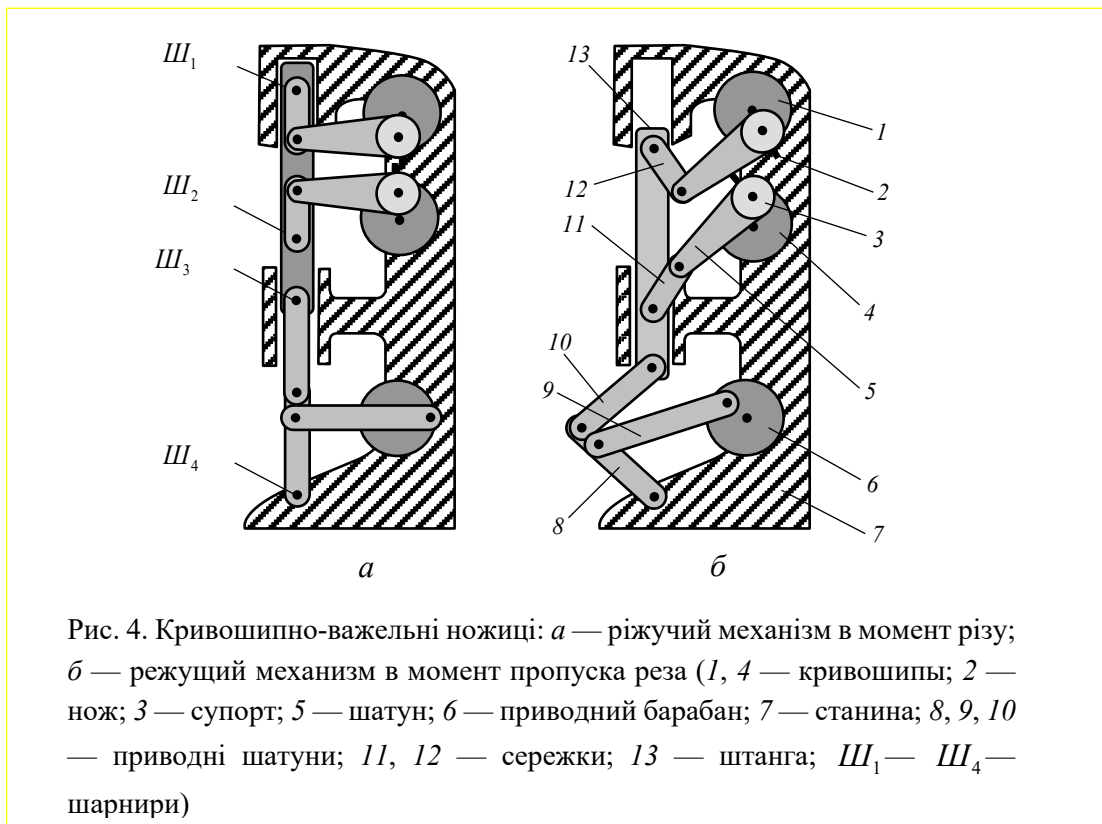 Ш₁
Ш₂
Ш₃
Ш₄
а
13
12
11
10
9
8
1
2
3
4
5
6
7
б
Рис. 4. Кривошипно-важельні ножиці: а — ріжучий механізм в момент різу;
б — режущий механизм в момент пропуска реза (1, 4 — кривошипы; 2 —
нож; 3 — супорт; 5 — шатун; 6 — приводний барабан; 7 — станина; 8, 9, 10
— приводні шатуни; 11, 12 — сережки; 13 — штанга; Ш₁— Ш₄—
шарнири)